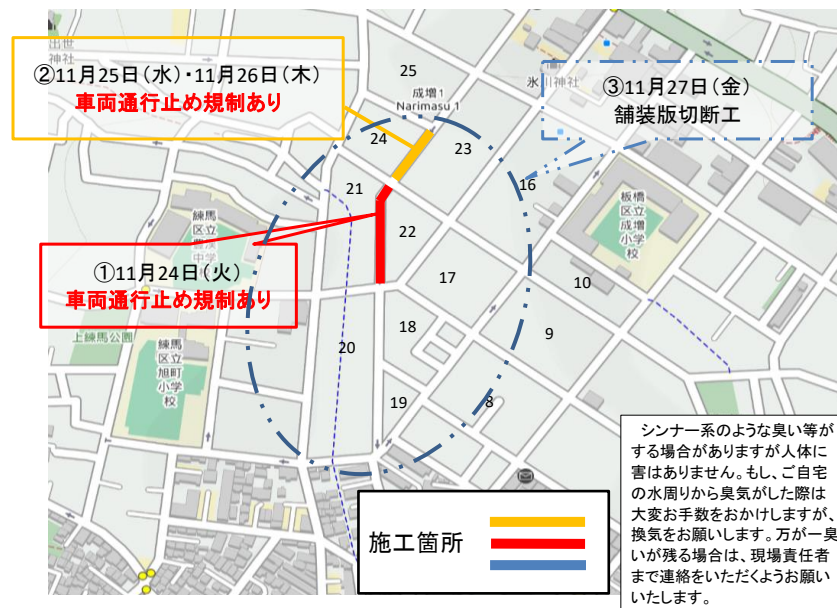 出世
神社
②11月25日(水)・11月26日(木)
車両通行止め規制あり
25
成増1
Narimasu 1
氷川神社
③11月27日(金)
舗装版切断工
24
23
21
16
板橋
区立
成増
小学
校
練馬
区立
中学
校
22
①11月24日(火)
車両通行止め規制あり
17
10
上練馬公園
練馬
区立
旭町
小学
校
18
20
9
19
8
施工箇所
シンナー系のような臭い等が
する場合がありますが人体に
害はありません。もし、ご自宅
の水周りから臭気がした際は
大変お手数をおかけしますが、
換気をお願いします。万が一臭
いが残る場合は、現場責任者
まで連絡をいただくようお願い
いたします。